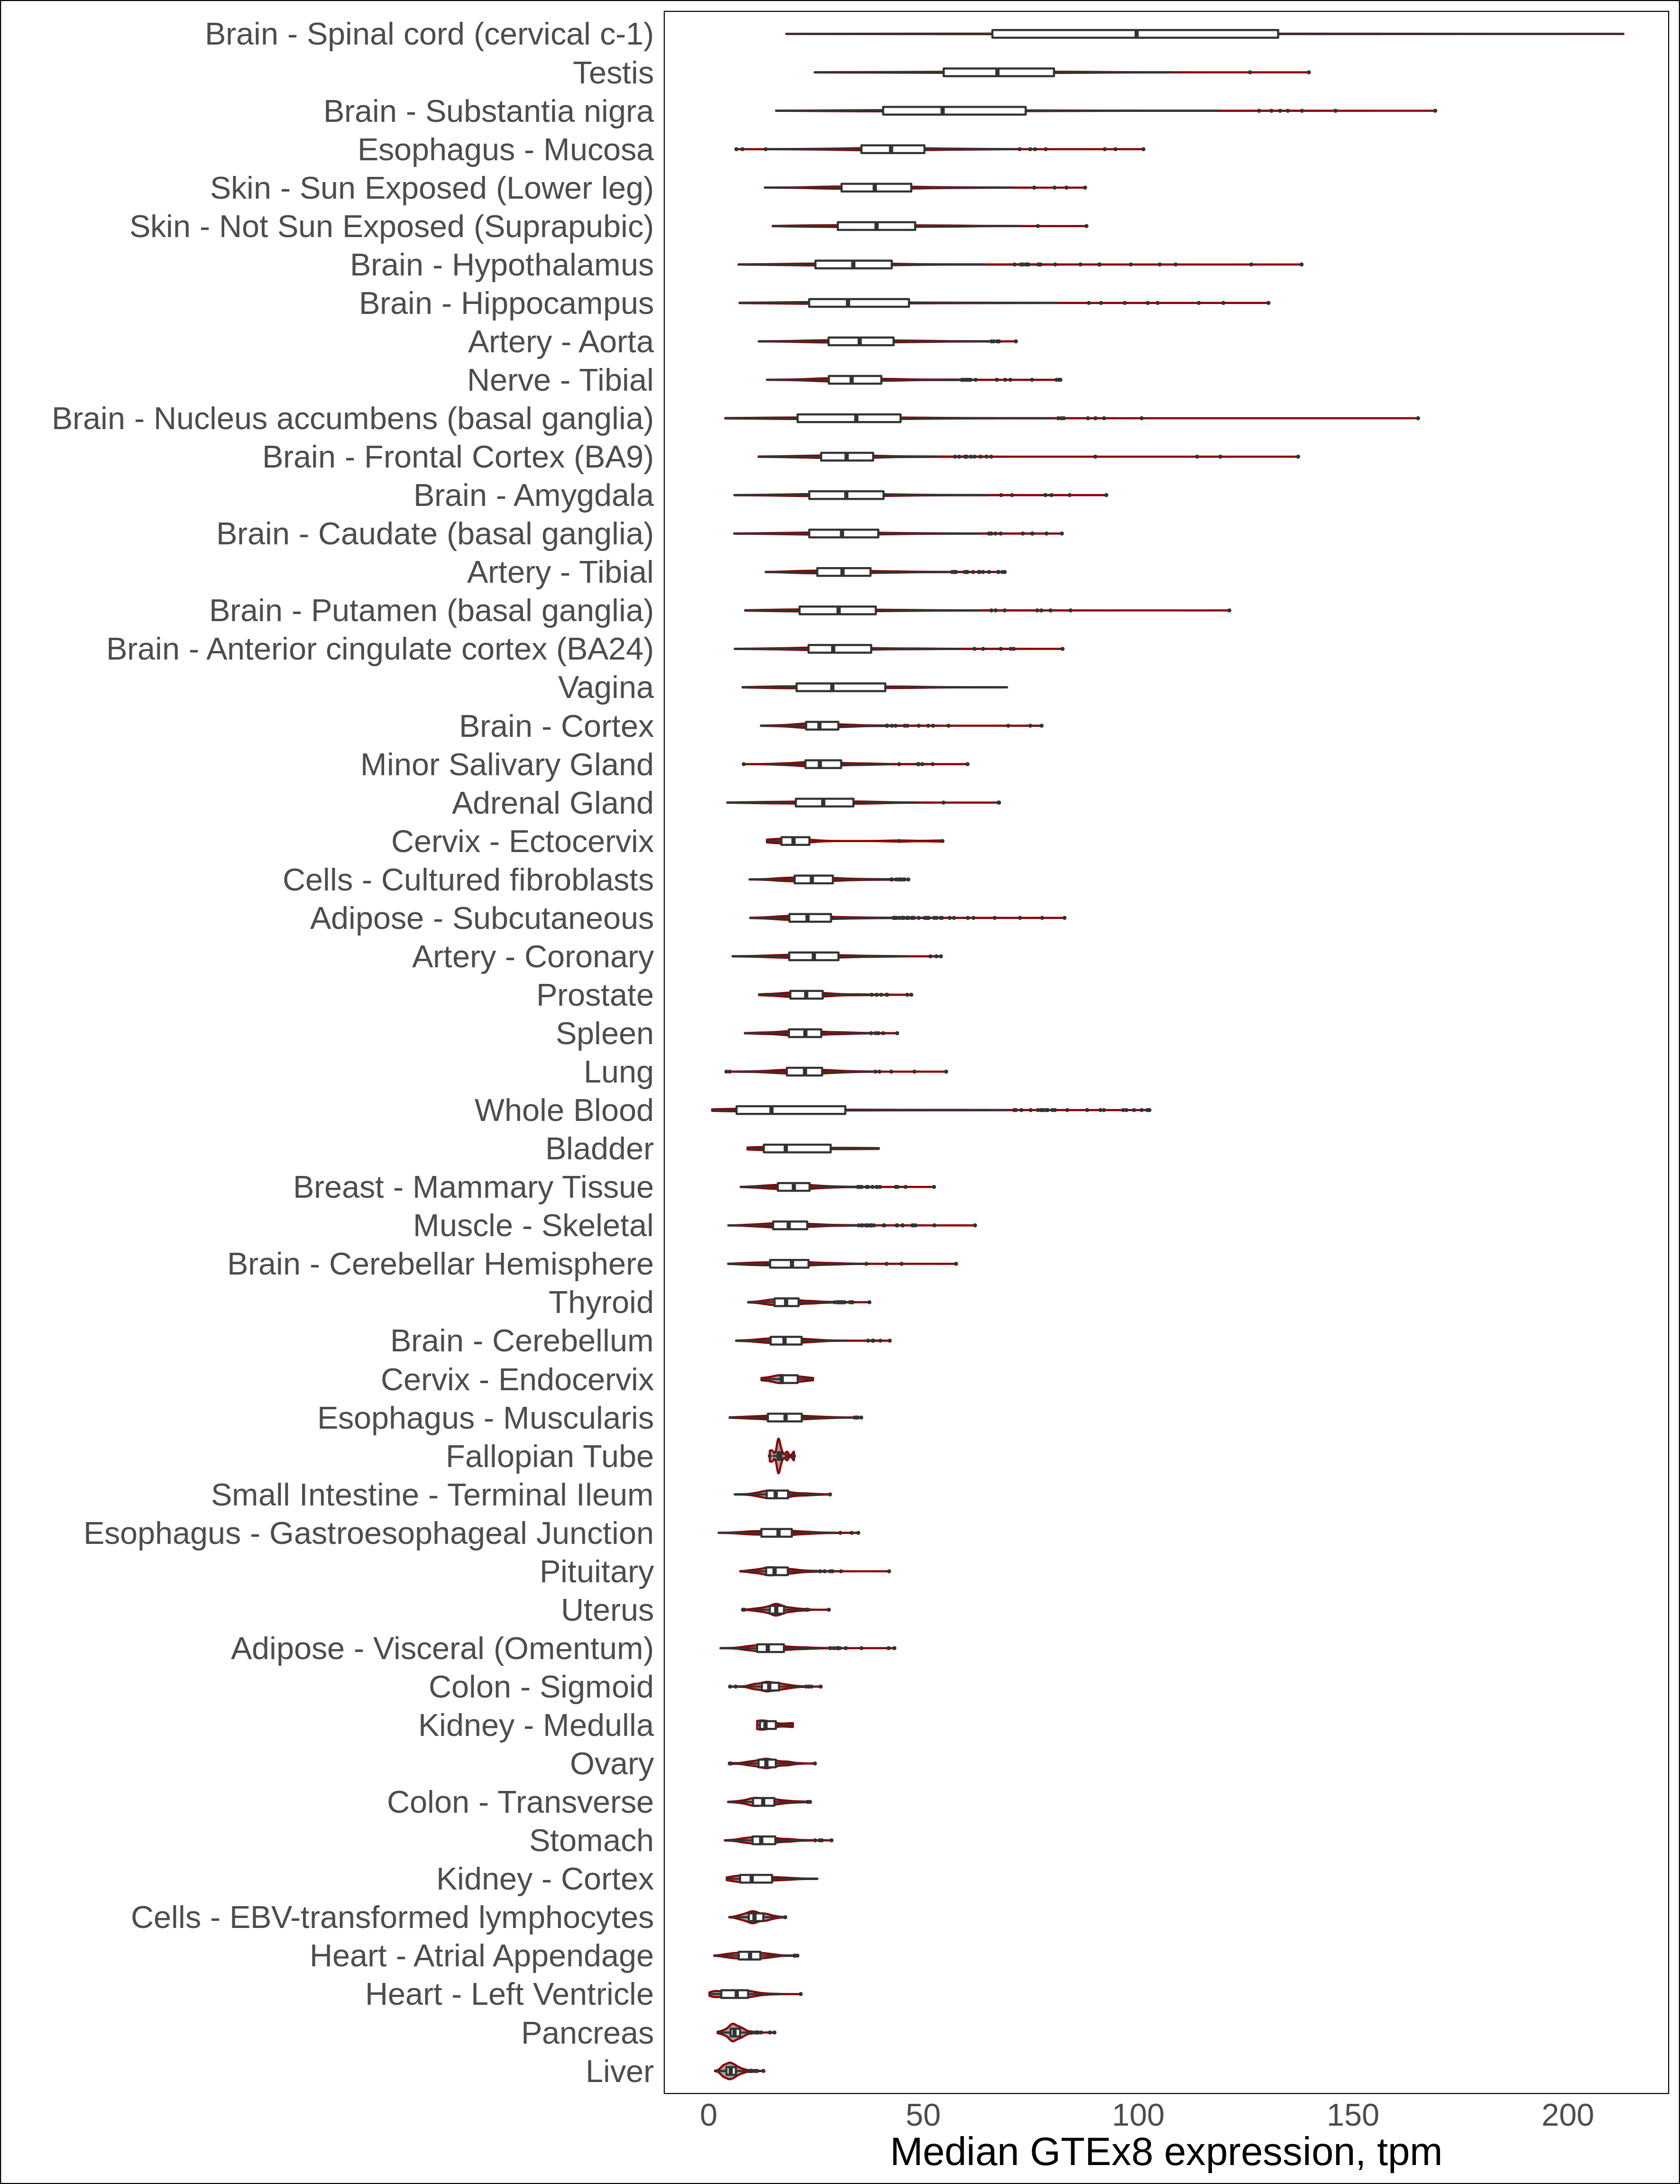 Brain - Spinal cord (cervical c-1)
Testis
Brain - Substantia nigra
Esophagus - Mucosa
Skin - Sun Exposed (Lower leg)
Skin - Not Sun Exposed (Suprapubic)
Brain - Hypothalamus
Brain - Hippocampus
Artery - Aorta
Nerve - Tibial
Brain - Nucleus accumbens (basal ganglia)
Brain - Frontal Cortex (BA9)
Brain - Amygdala
Brain - Caudate (basal ganglia)
Artery - Tibial
Brain - Putamen (basal ganglia)
Brain - Anterior cingulate cortex (BA24)
Vagina
Brain - Cortex
Minor Salivary Gland
Adrenal Gland
Cervix - Ectocervix
Cells - Cultured fibroblasts
Adipose - Subcutaneous
Artery - Coronary
Prostate
Spleen
Lung
Whole Blood
Bladder
Breast - Mammary Tissue
Muscle - Skeletal
Brain - Cerebellar Hemisphere
Thyroid
Brain - Cerebellum
Cervix - Endocervix
Esophagus - Muscularis
Fallopian Tube
Small Intestine - Terminal Ileum
Esophagus - Gastroesophageal Junction
Pituitary
Uterus
Adipose - Visceral (Omentum)
Colon - Sigmoid
Kidney - Medulla
Ovary
Colon - Transverse
Stomach
Kidney - Cortex
Cells - EBV-transformed lymphocytes
Heart - Atrial Appendage
Heart - Left Ventricle
Pancreas
Liver
0 50 100 150 200
Median GTEx8 expression, tpm